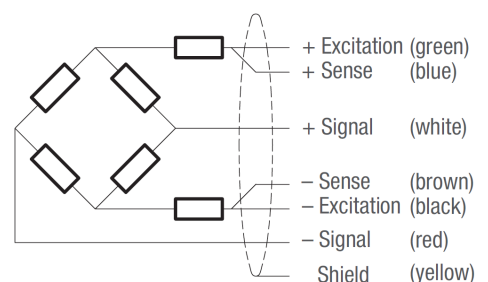 + Excitation (green)
+ Sense (blue)
+ Signal (white)
− Sense (brown)
− Excitation (black)
− Signal (red)
Shield (yellow)